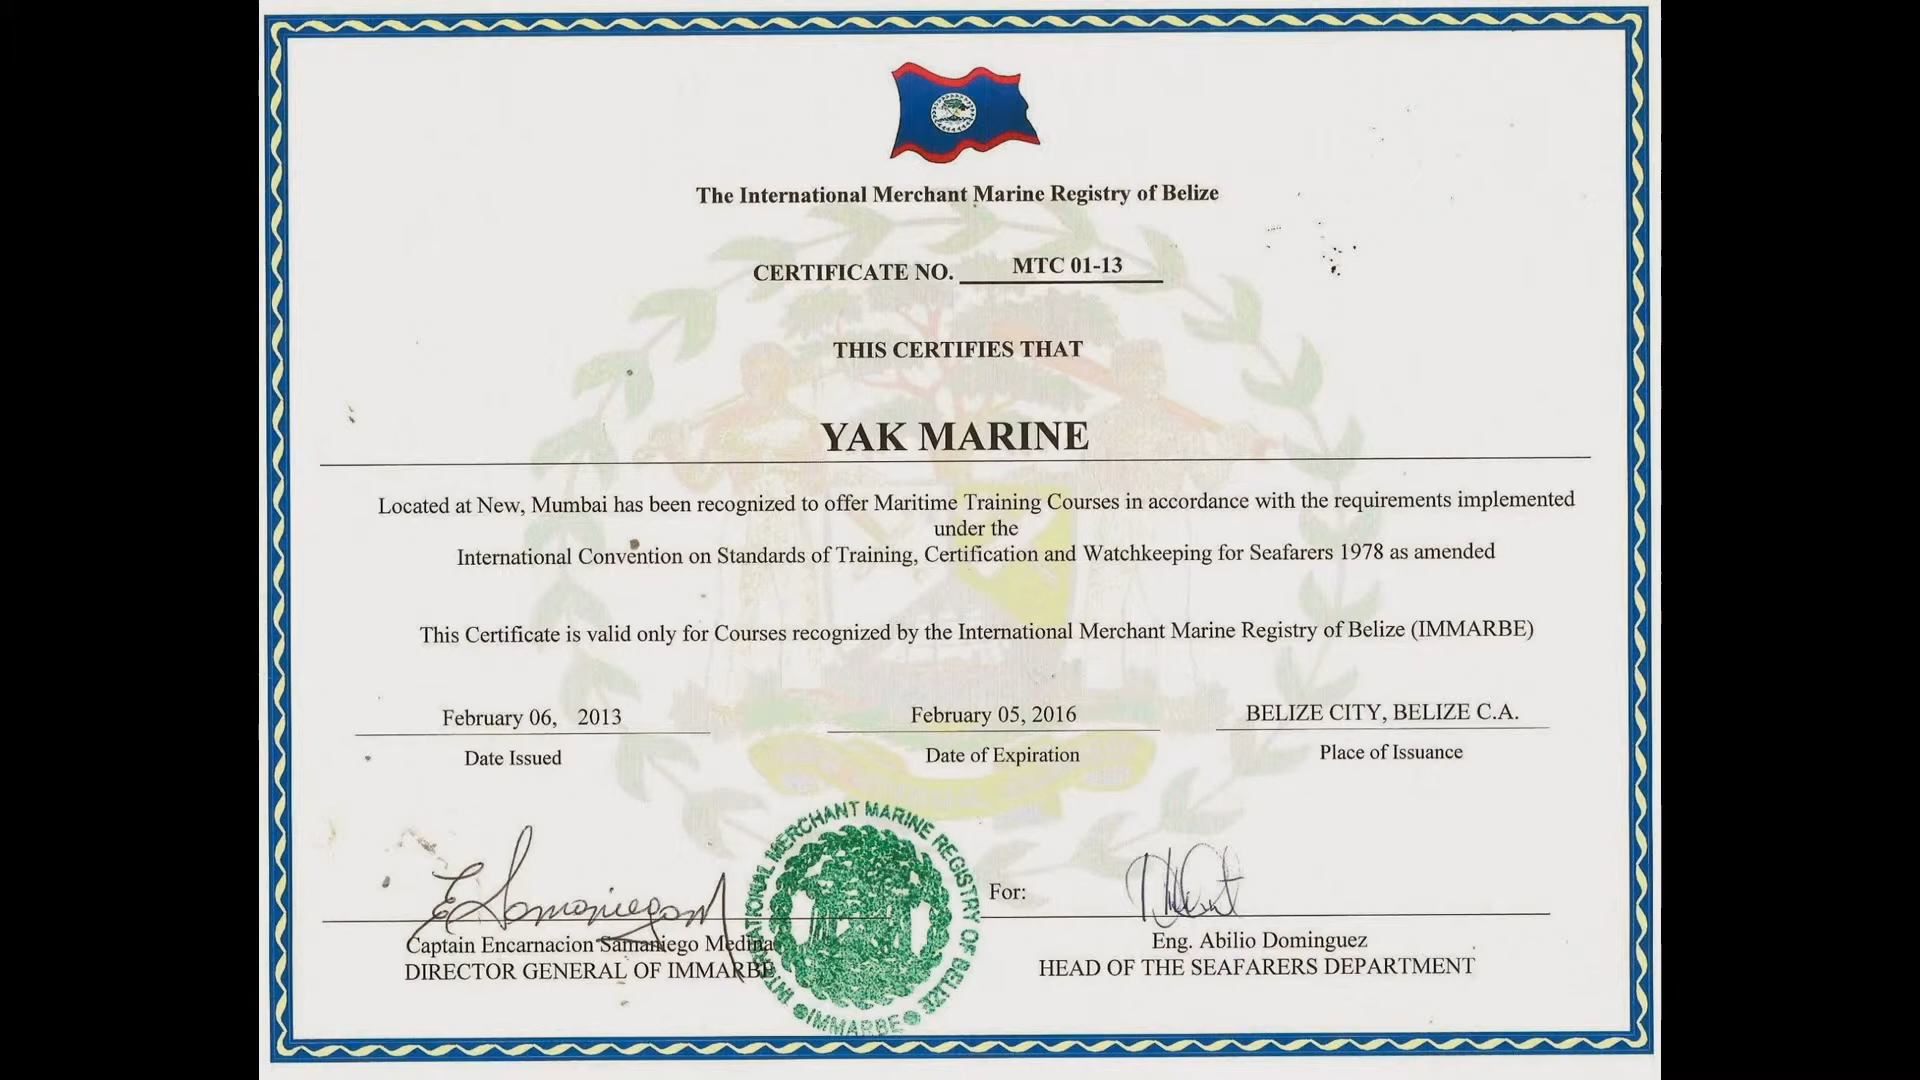 The International Merchant Marine Registry of Belize
CERTIFICATE NO. MTC 01-13
THIS CERTIFIES THAT
YAK MARINE
Located at New, Mumbai has been recognized to offer Maritime Training Courses in accordance with the requirements implemented
under the
International Convention on Standards of Training, Certification and Watchkeeping for Seafarers 1978 as amended
This Certificate is valid only for Courses recognized by the International Merchant Marine Registry of Belize (IMMARBE)
February 06, 2013
Date Issued
February 05, 2016
Date of Expiration
BELIZE CITY, BELIZE C.A.
Place of Issuance
Captain Encarnacion Samaniego Medina
DIRECTOR GENERAL OF IMMARBE
INTERNATIONAL MERCHANT MARINE REGISTRY OF BELIZE
IMMARBE
For:
Eng. Abilio Dominguez
HEAD OF THE SEAFARERS DEPARTMENT